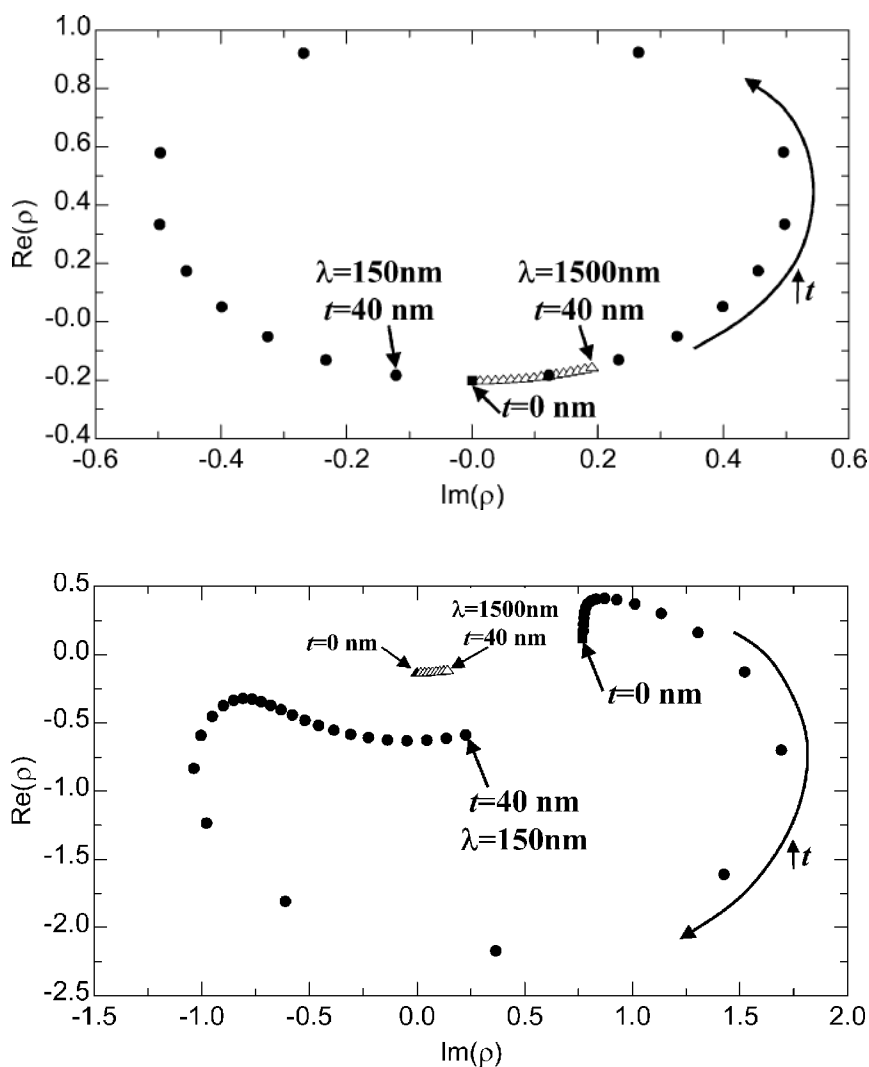 1.0
0.8
0.6
0.4
0.2
-0.0
-0.2
-0.4
Re(ρ)
λ=150nm
t=40 nm
λ=1500nm
t=40 nm
t
t=0 nm
-0.6 -0.4 -0.2 -0.0 0.2 0.4 0.6
Im(ρ)
0.5
0.0
-0.5
-1.0
-1.5
-2.0
-2.5
Re(ρ)
λ=1500nm
t=0 nm
t=40 nm
t=0 nm
t=40 nm
λ=150nm
t
-1.5 -1.0 -0.5 0.0 0.5 1.0 1.5 2.0
Im(ρ)